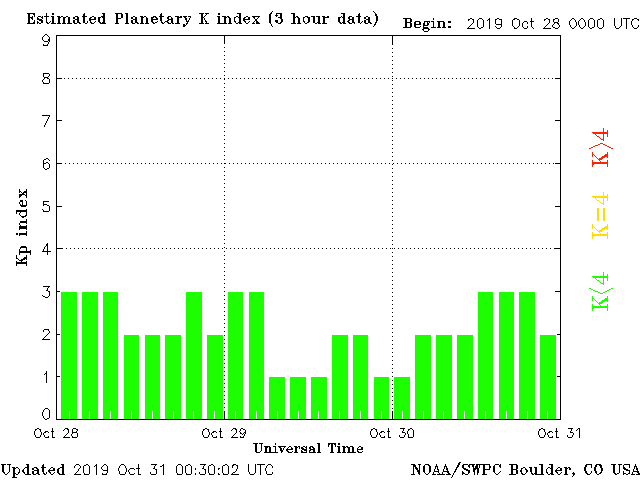 Estimated Planetary K index (3 hour data)
Begin: 2019 Oct 28 0000 UTC
9
8
7
6
5
4
3
2
1
0
Kp index
K>4
K=4
K<4
Oct 28
Oct 29
Oct 30
Oct 31
Universal Time
Updated 2019 Oct 31 00:30:02 UTC
NOAA/SWPC Boulder, CO USA